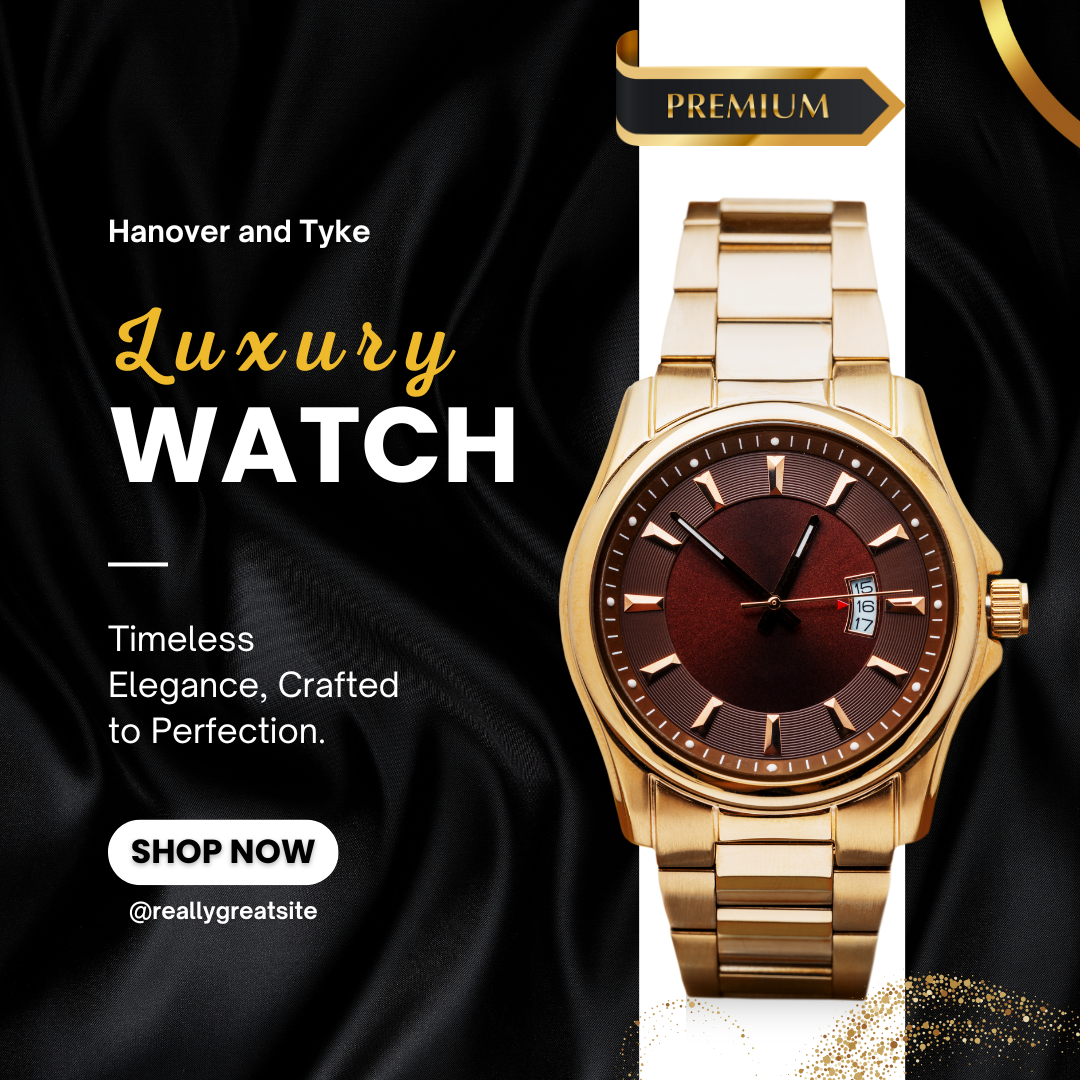 PREMIUM
Hanover and Tyke
Luxury
WATCH
Timeless
Elegance, Crafted
to Perfection.
SHOP NOW
@reallygreatsite
15
16
17